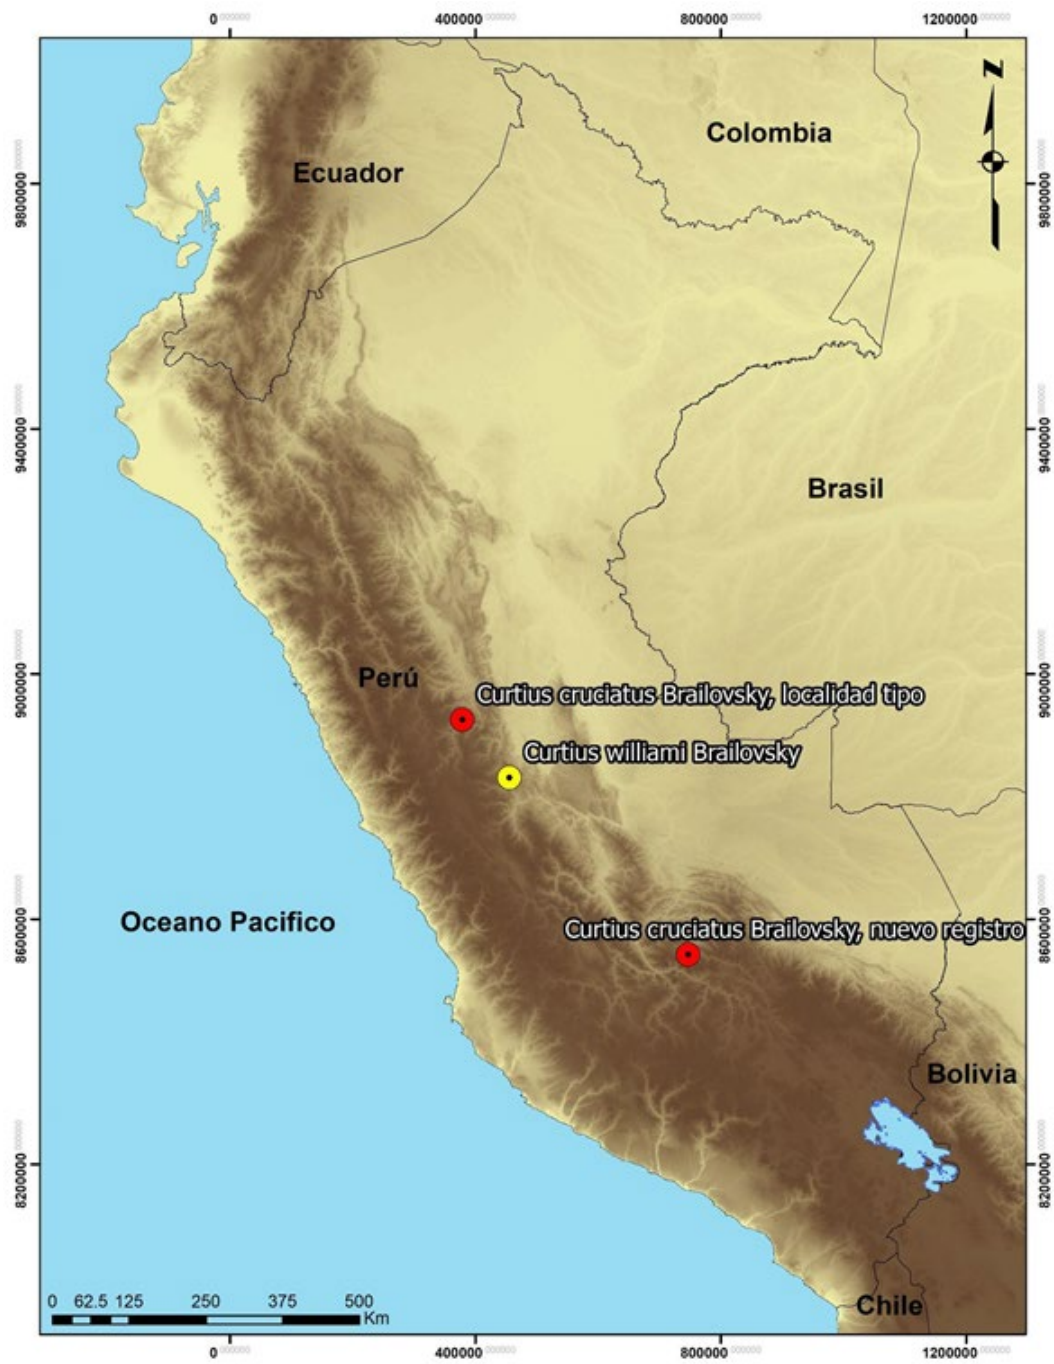 0 400000 800000 1200000
Colombia
Ecuador
9800000 9800000
9400000 9400000
Brasil
Perú
9000000 9000000
Curtius cruciatus Brailovsky, localidad tipo
Curtius williami Brailovsky
Oceano Pacifico
8600000 8600000
Curtius cruciatus Brailovsky, nuevo registro
Bolivia
8200000 8200000
Chile
0 62.5 125 250 375 500
Km
0 400000 800000 1200000